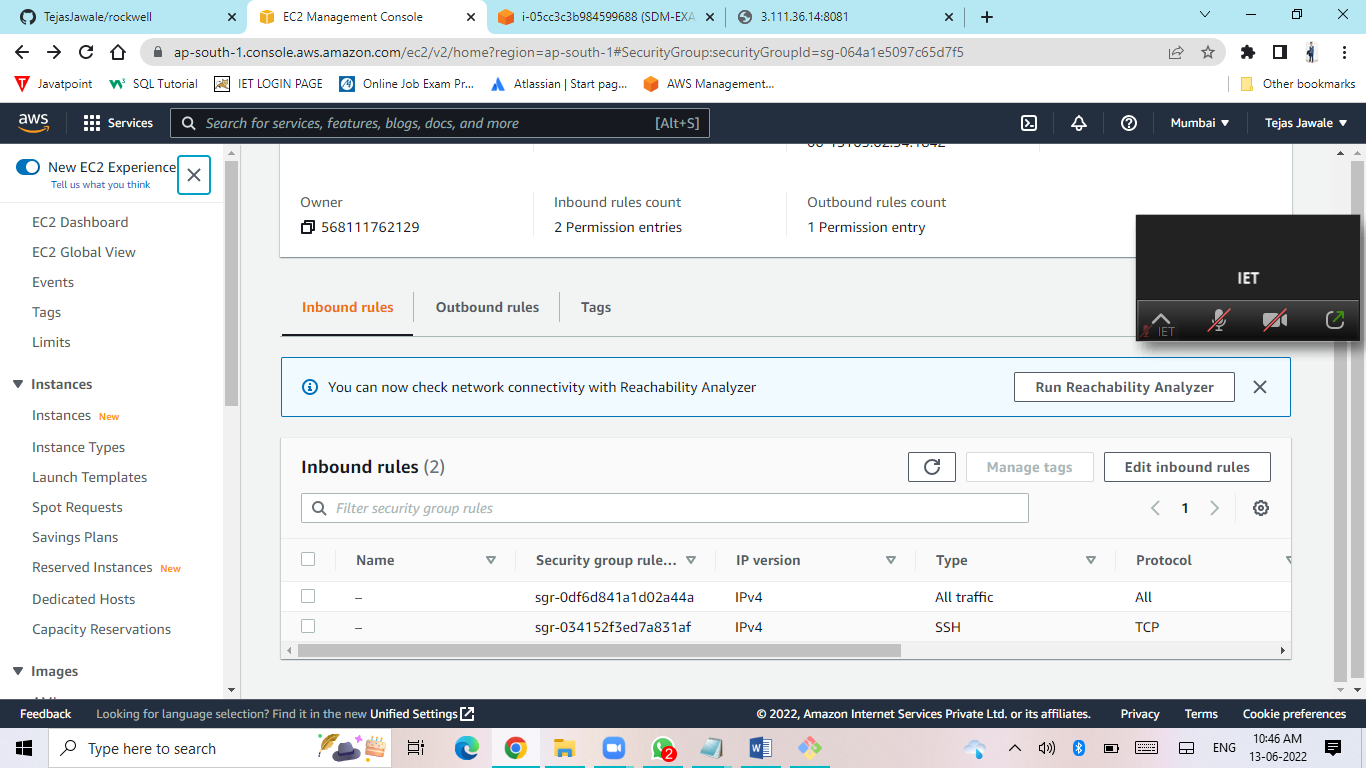 TejasJawale/rockwell
EC2 Management Console
i-05cc3c3b984599688 (SDM-EXA
3.111.36.14:8081
ap-south-1.console.aws.amazon.com/ec2/v2/home?region=ap-south-1#SecurityGroup:securityGroupId=sg-064a1e5097c65d7f5
Javatpoint
SQL Tutorial
IET LOGIN PAGE
Online Job Exam Pr...
Atlassian | Start pag...
AWS Management...
Other bookmarks
aws
Services
Search for services, features, blogs, docs, and more
[Alt+S]
Mumbai
Tejas Jawale
New EC2 Experience
Tell us what you think
EC2 Dashboard
EC2 Global View
Events
Tags
Limits
Instances
Instances New
Instance Types
Launch Templates
Spot Requests
Savings Plans
Reserved Instances New
Dedicated Hosts
Capacity Reservations
Images
Owner
568111762129
Inbound rules count
2 Permission entries
Outbound rules count
1 Permission entry
IET
IET
Inbound rules
Outbound rules
Tags
You can now check network connectivity with Reachability Analyzer
Run Reachability Analyzer
Inbound rules (2)
Manage tags
Edit inbound rules
Filter security group rules
1
Name Security group rule... IP version Type Protocol
– sgr-0df6d841a1d02a44a IPv4 All traffic All
– sgr-034152f3ed7a831af IPv4 SSH TCP
Feedback
Looking for language selection? Find it in the new Unified Settings
© 2022, Amazon Internet Services Private Ltd. or its affiliates.
Privacy
Terms
Cookie preferences
Type here to search
2
ENG
10:46 AM
13-06-2022